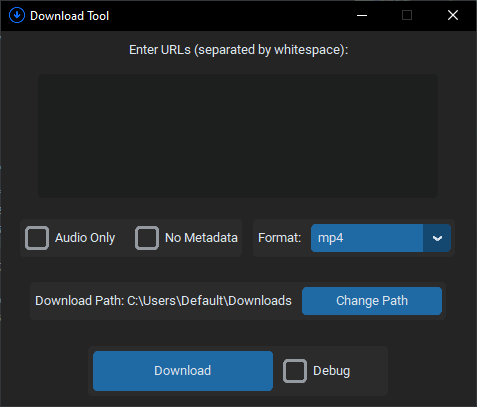 Download Tool
Enter URLs (separated by whitespace):
Audio Only No Metadata Format: mp4
Download Path: C:\Users\Default\Downloads Change Path
Download Debug